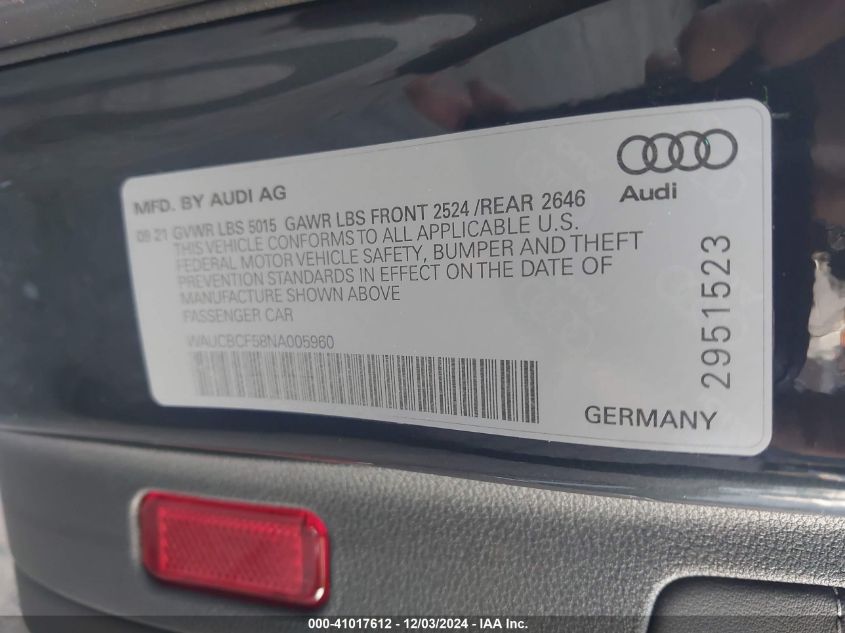 MFD. BY AUDI AG
09 21 GVWR LBS 5015 GAWR LBS FRONT 2524 /REAR 2646
THIS VEHICLE CONFORMS TO ALL APPLICABLE U.S.
FEDERAL MOTOR VEHICLE SAFETY, BUMPER AND THEFT
PREVENTION STANDARDS IN EFFECT ON THE DATE OF
MANUFACTURE SHOWN ABOVE
PASSENGER CAR
WAUCBCF58NA005960
Audi
2951523
GERMANY
000-41017612 - 12/03/2024 - IAA Inc.